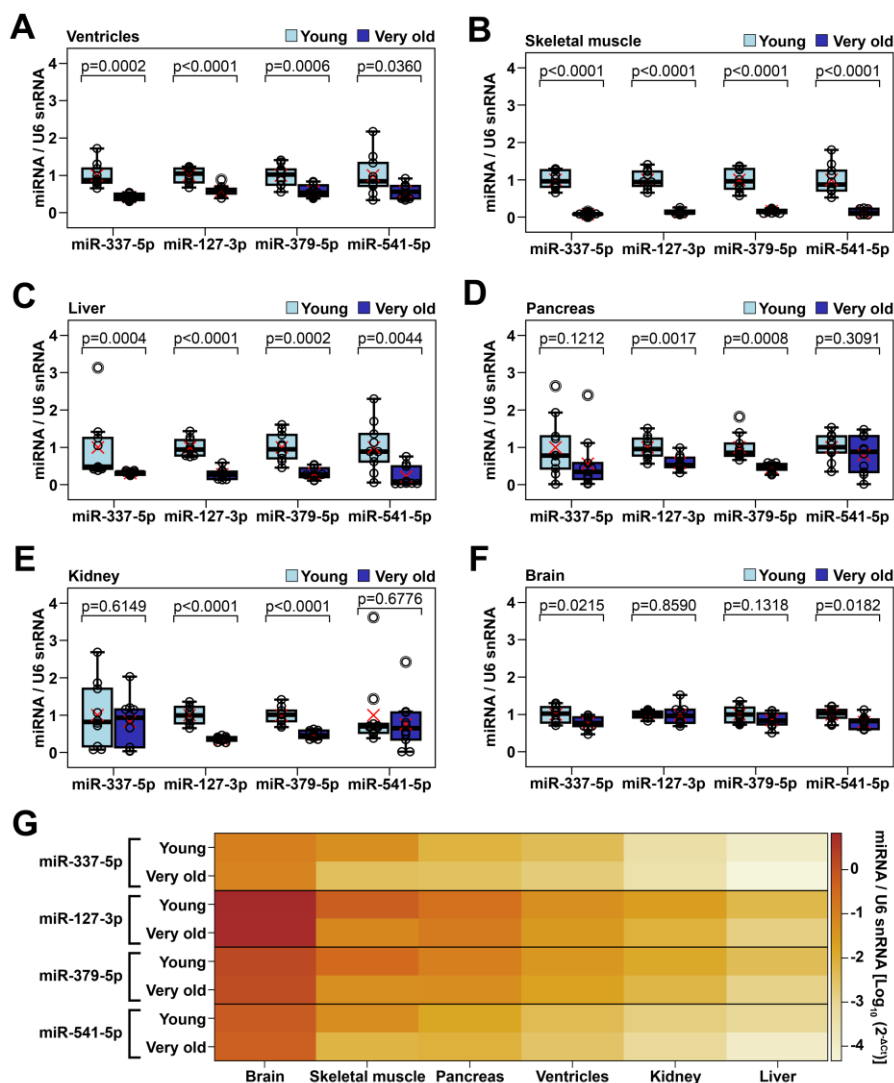 A
Ventricles
Young Very old
p=0.0002 p<0.0001 p=0.0006 p=0.0360
miRNA / U6 snRNA
4
3
2
1
0
miR-337-5p miR-127-3p miR-379-5p miR-541-5p
B
Skeletal muscle
Young Very old
p<0.0001 p<0.0001 p<0.0001 p<0.0001
miRNA / U6 snRNA
4
3
2
1
0
miR-337-5p miR-127-3p miR-379-5p miR-541-5p
C
Liver
Young Very old
p=0.0004 p<0.0001 p=0.0002 p=0.0044
miRNA / U6 snRNA
4
3
2
1
0
miR-337-5p miR-127-3p miR-379-5p miR-541-5p
D
Pancreas
Young Very old
p=0.1212 p=0.0017 p=0.0008 p=0.3091
miRNA / U6 snRNA
4
3
2
1
0
miR-337-5p miR-127-3p miR-379-5p miR-541-5p
E
Kidney
Young Very old
p=0.6149 p<0.0001 p<0.0001 p=0.6776
miRNA / U6 snRNA
4
3
2
1
0
miR-337-5p miR-127-3p miR-379-5p miR-541-5p
F
Brain
Young Very old
p=0.0215 p=0.8590 p=0.1318 p=0.0182
miRNA / U6 snRNA
4
3
2
1
0
miR-337-5p miR-127-3p miR-379-5p miR-541-5p
G
miR-337-5p
Young
Very old
miR-127-3p
Young
Very old
miR-379-5p
Young
Very old
miR-541-5p
Young
Very old
Brain Skeletal muscle Pancreas Ventricles Kidney Liver
0
-1
-2
-3
-4
miRNA / U6 snRNA [Log₁₀ (2^-ΔCt)]